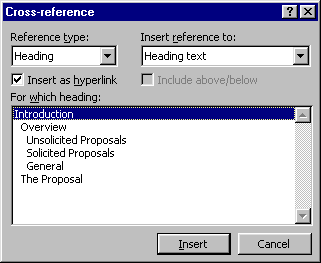 Cross-reference
Reference type: Insert reference to:
Heading Heading text
Insert as hyperlink Include above/below
For which heading:
Introduction
Overview
Unsolicited Proposals
Solicited Proposals
General
The Proposal
Insert Cancel